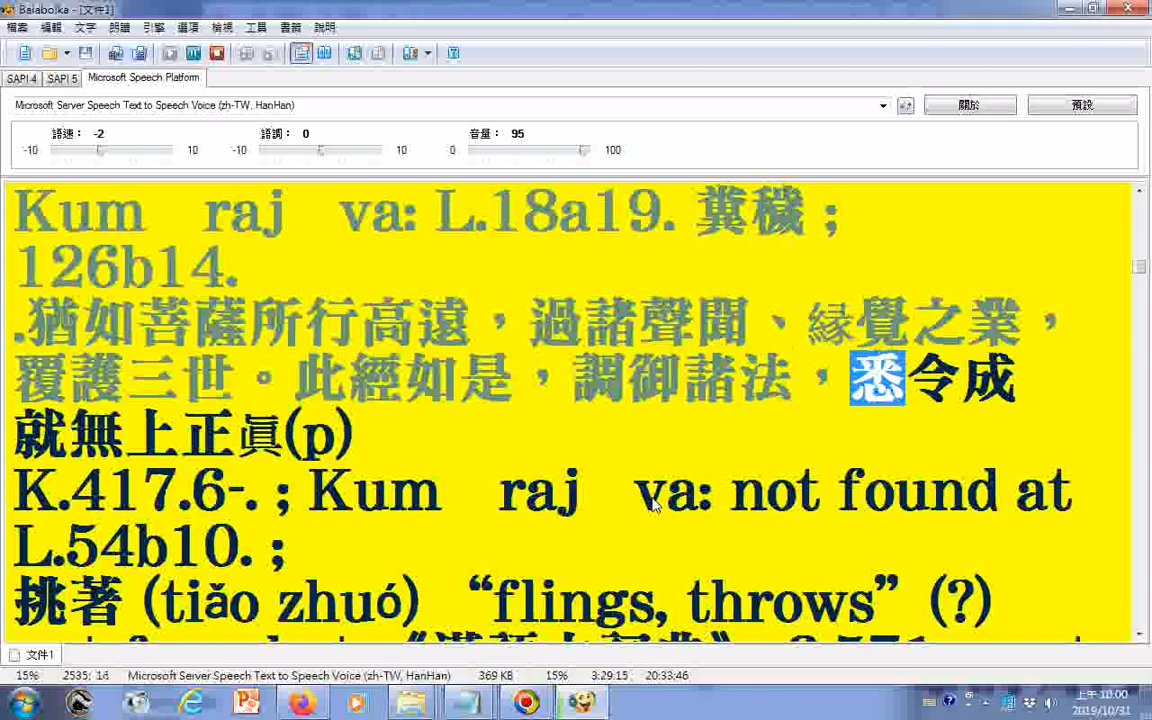 Balabolka - [文件1]
檔案 編輯 文字 朗讀 引擎 選項 檢視 工具 書籤 說明
SAPI 4 SAPI 5 Microsoft Speech Platform
Microsoft Server Speech Text to Speech Voice (zh-TW, HanHan) 關於 預設
語速： -2 語調： 0 音量： 95
-10 10 -10 10 0 100
Kum raj va: L.18a19. 糞穢 ;
126b14.
.猶如菩薩所行高遠，過諸聲聞、緣覺之業，
覆護三世。此經如是，調御諸法，悉令成
就無上正眞(p)
K.417.6-. ; Kum raj va: not found at
L.54b10. ;
挑著 (tiǎo zhuó) “flings, throws” (?)
文件1
15% 2535: 16 Microsoft Server Speech Text to Speech Voice (zh-TW, HanHan) 369 KB 15% 3:29:15 20:33:46
上午 10:00
2019/10/31